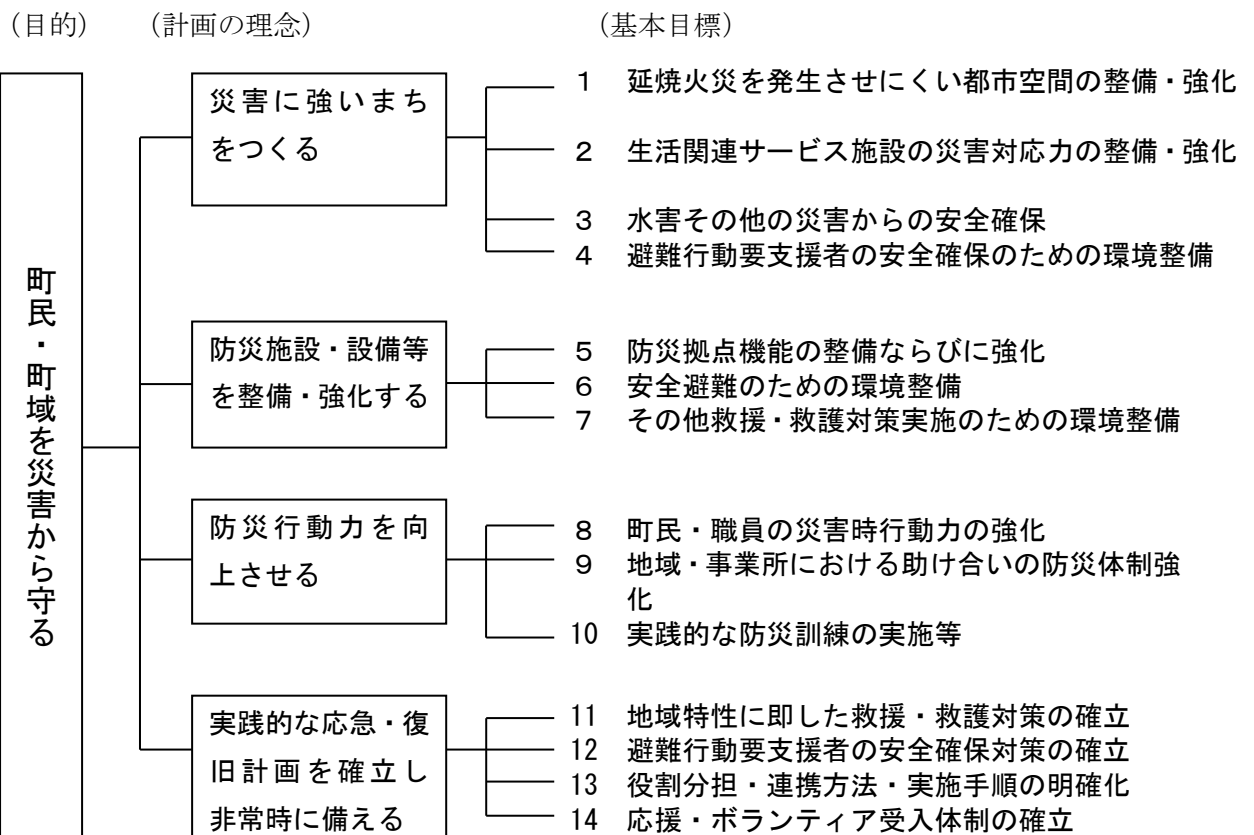 （目的）　（計画の理念）　（基本目標）
町民・町域を災害から守る
災害に強いまち
をつくる
１　延焼火災を発生させにくい都市空間の整備・強化
２　生活関連サービス施設の災害対応力の整備・強化
３　水害その他の災害からの安全確保
４　避難行動要支援者の安全確保のための環境整備
防災施設・設備等
を整備・強化する
５　防災拠点機能の整備ならびに強化
６　安全避難のための環境整備
７　その他救援・救護対策実施のための環境整備
防災行動力を向
上させる
８　町民・職員の災害時行動力の強化
９　地域・事業所における助け合いの防災体制強
化
10　実践的な防災訓練の実施等
実践的な応急・復
旧計画を確立し
非常時に備える
11　地域特性に即した救援・救護対策の確立
12　避難行動要支援者の安全確保対策の確立
13　役割分担・連携方法・実施手順の明確化
14　応援・ボランティア受入体制の確立